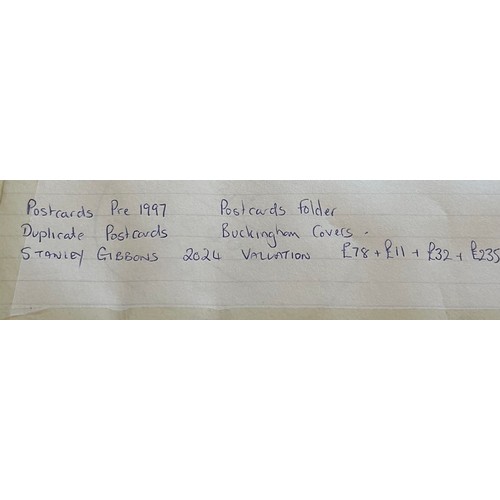 Postcards Pre 1997 Postcards Folder
Duplicate Postcards Buckingham Covers.
STANLEY GIBBONS 2024 VALUATION £78 + £11 + £32 + £235